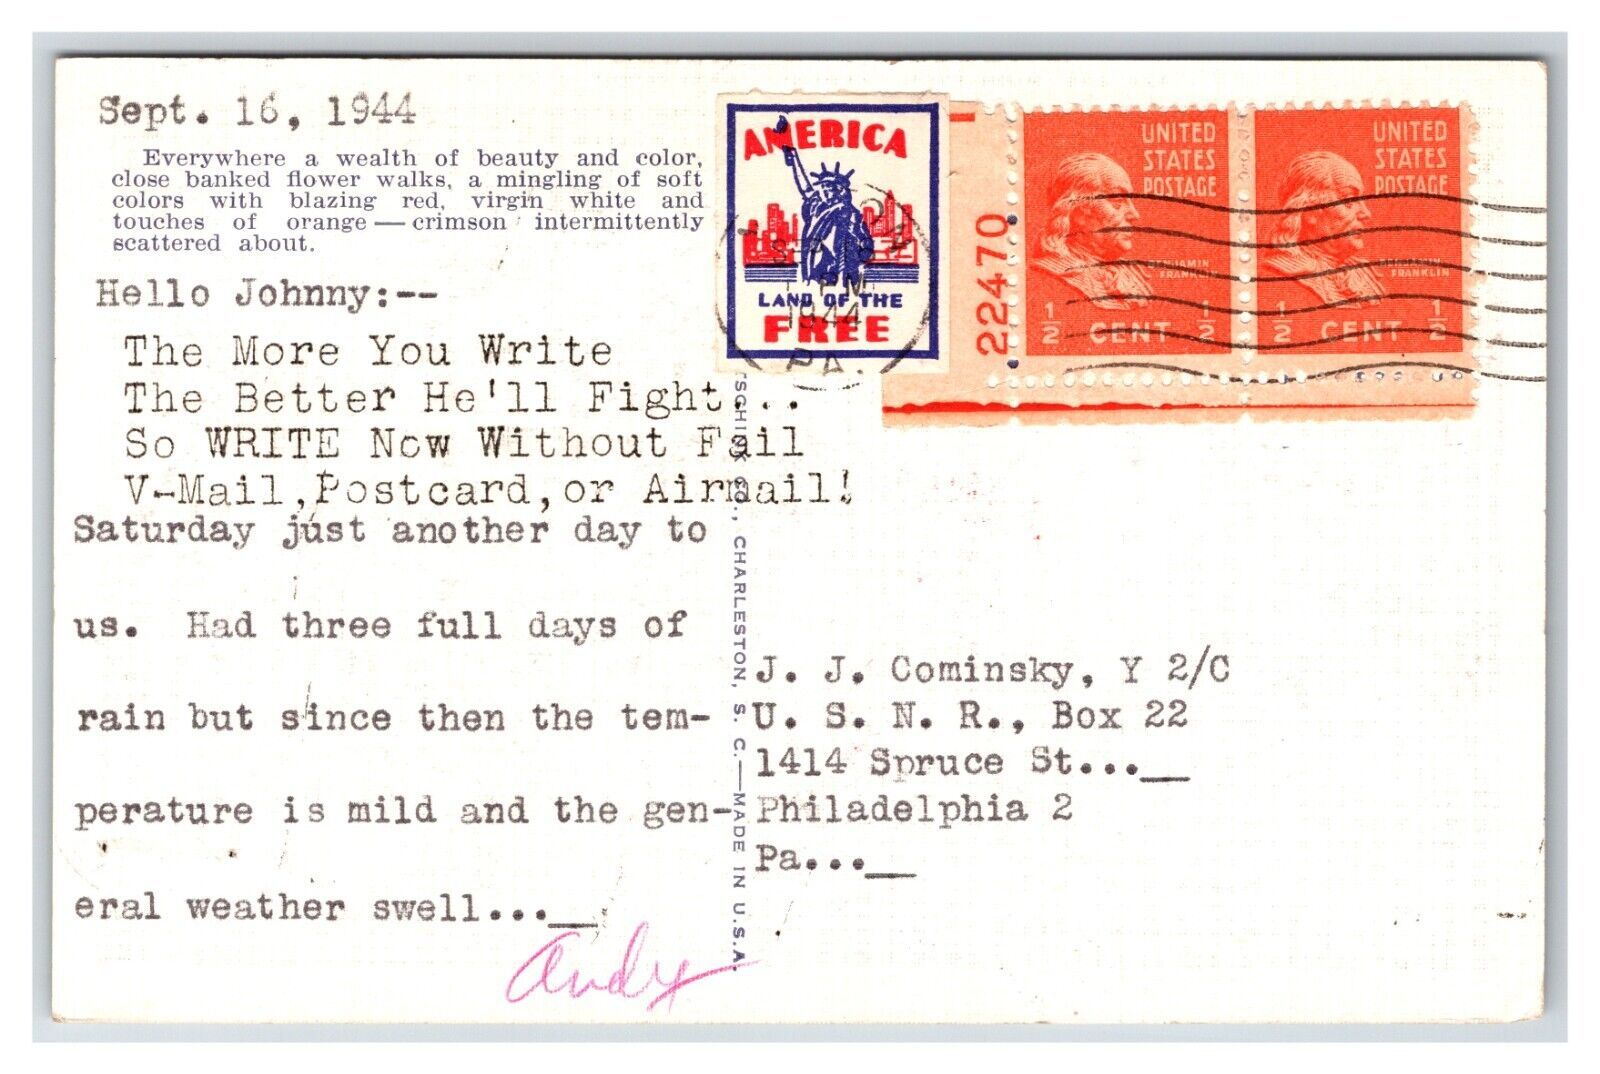 Sept. 16, 1944
Everywhere a wealth of beauty and color,
close banked flower walks, a mingling of soft
colors with blazing red, virgin white and
touches of orange — crimson intermittently
scattered about.
Hello Johnny:--
The More You Write
The Better He'll Fight...
So WRITE Now Without Fail
V-Mail,Postcard,or Airmail!
Saturday just another day to
us. Had three full days of
rain but since then the tem-
perature is mild and the gen-
eral weather swell...__
Andy
CO., CHARLESTON, S. C.—MADE IN U.S.A.
AMERICA
LAND OF THE
FREE
1944
PA.
22470
UNITED
STATES
POSTAGE
BENJAMIN
FRANKLIN
1/2 CENT 1/2
UNITED
STATES
POSTAGE
BENJAMIN
FRANKLIN
1/2 CENT 1/2
J. J. Cominsky, Y 2/C
U. S. N. R., Box 22
1414 Spruce St...__
Philadelphia 2
Pa...__